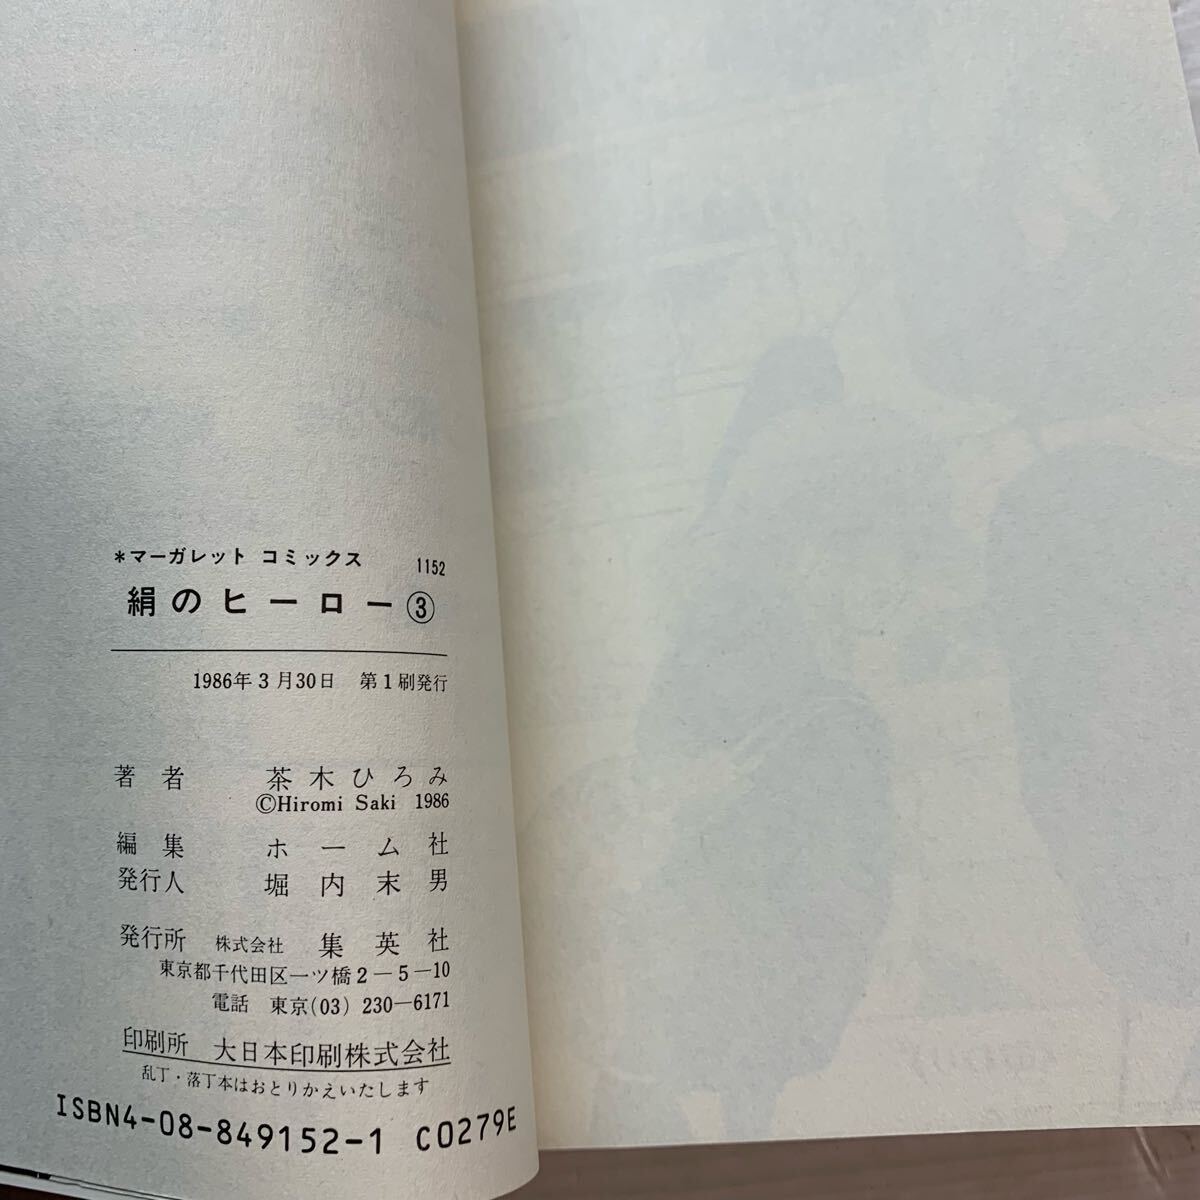 *マーガレット コミックス 1152
絹のヒーロー③
1986年3月30日 第1刷発行
著者 茶木ひろみ
©Hiromi Saki 1986
編集 ホーム社
発行人 堀内末男
発行所 株式会社 集英社
東京都千代田区一ツ橋2-5-10
電話 東京(03)230-6171
印刷所 大日本印刷株式会社
乱丁・落丁本はおとりかえいたします
ISBN4-08-849152-1 C0279E